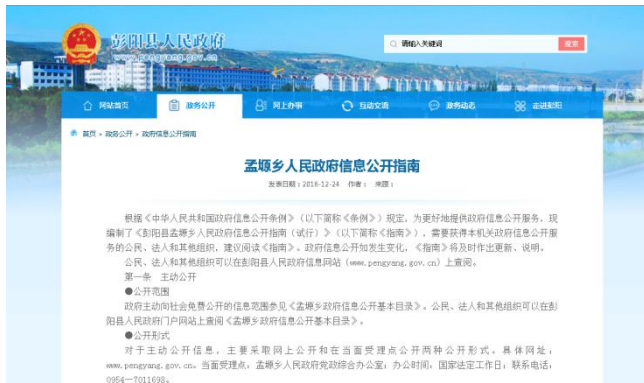 彭阳县人民政府
www.pengyang.gov.cn
请输入关键词
搜索
网站首页
政务公开
网上办事
互动交流
政务动态
走进彭阳
首页 » 政务公开 » 政府信息公开指南
孟塬乡人民政府信息公开指南
发表日期：2018-12-24 作者： 来源：
根据《中华人民共和国政府信息公开条例》（以下简称《条例》）规定，为更好地提供政府信息公开服务，现
编制了《彭阳县孟塬乡人民政府信息公开指南（试行）》（以下简称《指南》），需要获得本机关政府信息公开服
务的公民、法人和其他组织，建议阅读《指南》。政府信息公开如发生变化，《指南》将及时作出更新、说明。
公民、法人和其他组织可以在彭阳县人民政府信息网站（www.pengyang.gov.cn）上查阅。
第一条　主动公开
●公开范围
政府主动向社会免费公开的信息范围参见《孟塬乡政府信息公开基本目录》。公民、法人和其他组织可以在彭
阳县人民政府门户网站上查阅《孟塬乡政府信息公开基本目录》。
●公开形式
对于主动公开信息，主要采取网上公开和在当面受理点公开两种公开形式。具体网址，
www.pengyang.gov.cn。当面受理点：孟塬乡人民政府党政综合办公室；办公时间：国家法定工作日；联系电话：
0954—7011698。